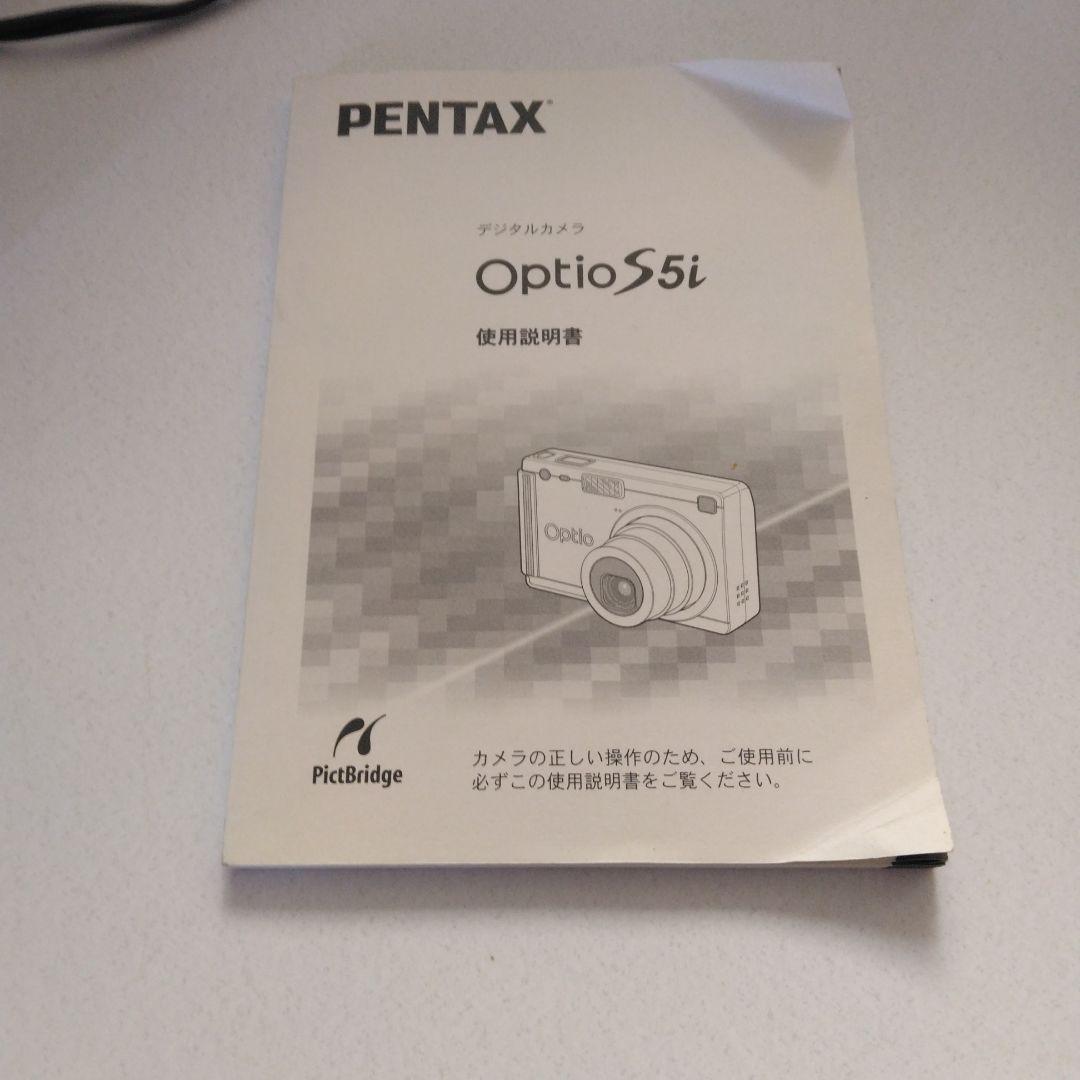 PENTAX
デジタルカメラ
Optio S5i
使用説明書
Optio
PictBridge
カメラの正しい操作のため、ご使用前に
必ずこの使用説明書をご覧ください。